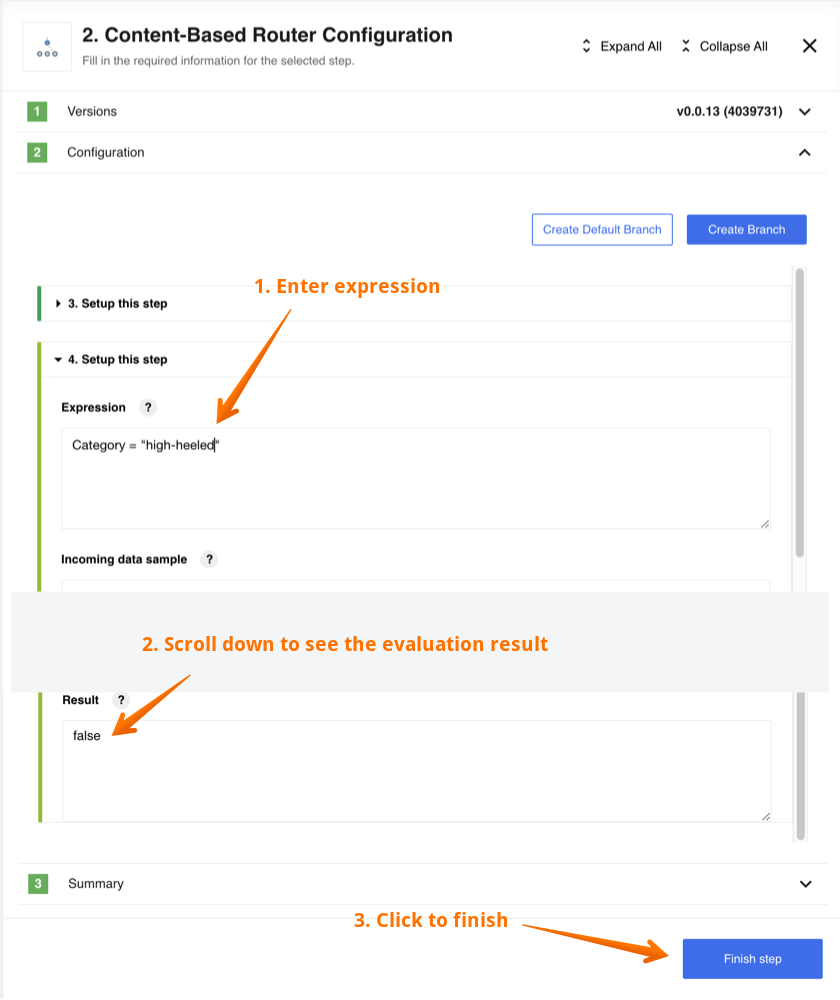 2. Content-Based Router Configuration
Fill in the required information for the selected step.
Expand All
Collapse All
1 Versions v0.0.13 (4039731)
2 Configuration
Create Default Branch
Create Branch
1. Enter expression
3. Setup this step
4. Setup this step
Expression ?
Category = "high-heeled"
Incoming data sample ?
2. Scroll down to see the evaluation result
Result ?
false
3 Summary
3. Click to finish
Finish step